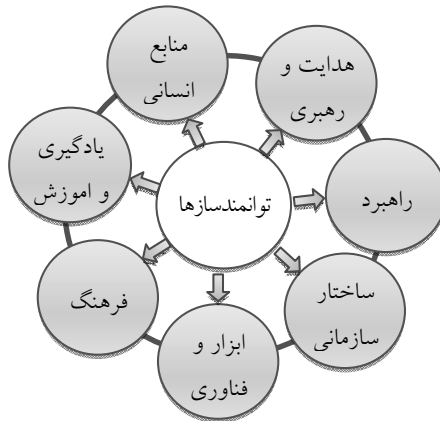 منابع
انسانی
هدایت و
رهبری
یادگیری
و اموزش
توانمندسازها
راهبرد
فرهنگ
ساختار
سازمانی
ابزار و
فناوری